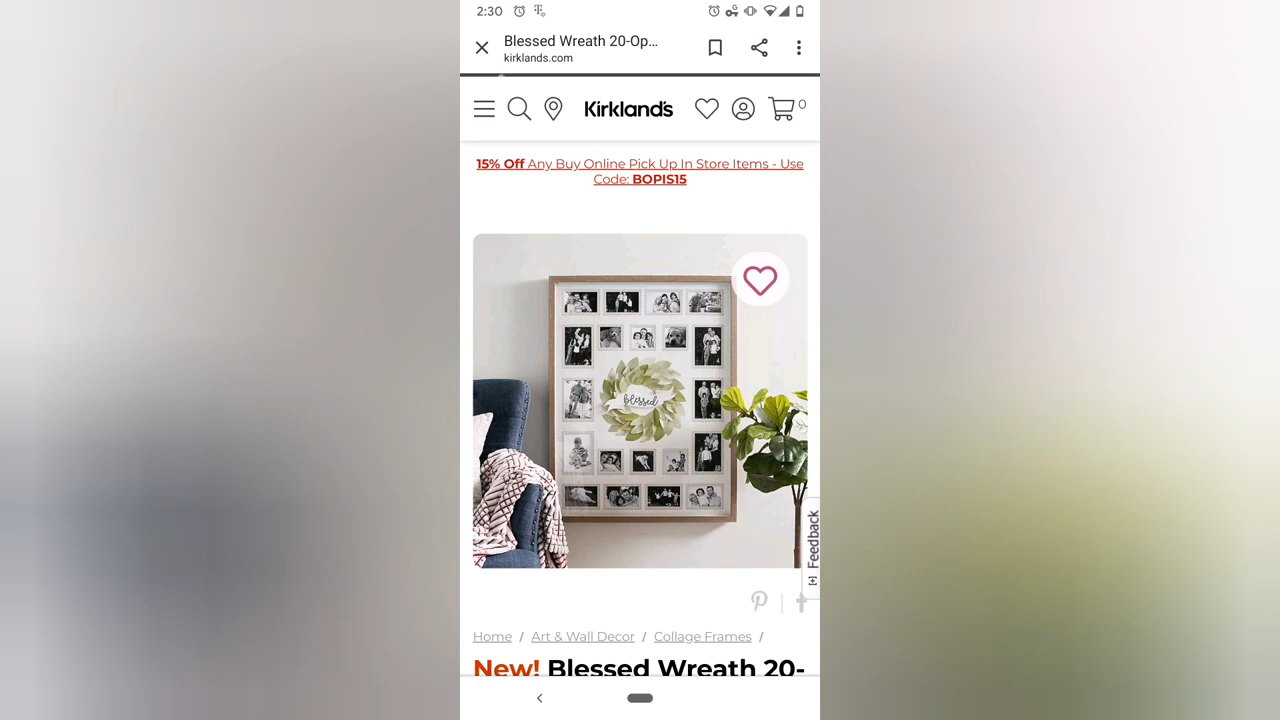 2:30
Blessed Wreath 20-Op...
kirklands.com
Kirkland's
0
15% Off Any Buy Online Pick Up In Store Items - Use
Code: BOPIS15
blessed
[+] Feedback
Home / Art & Wall Decor / Collage Frames /
New! Blessed Wreath 20-